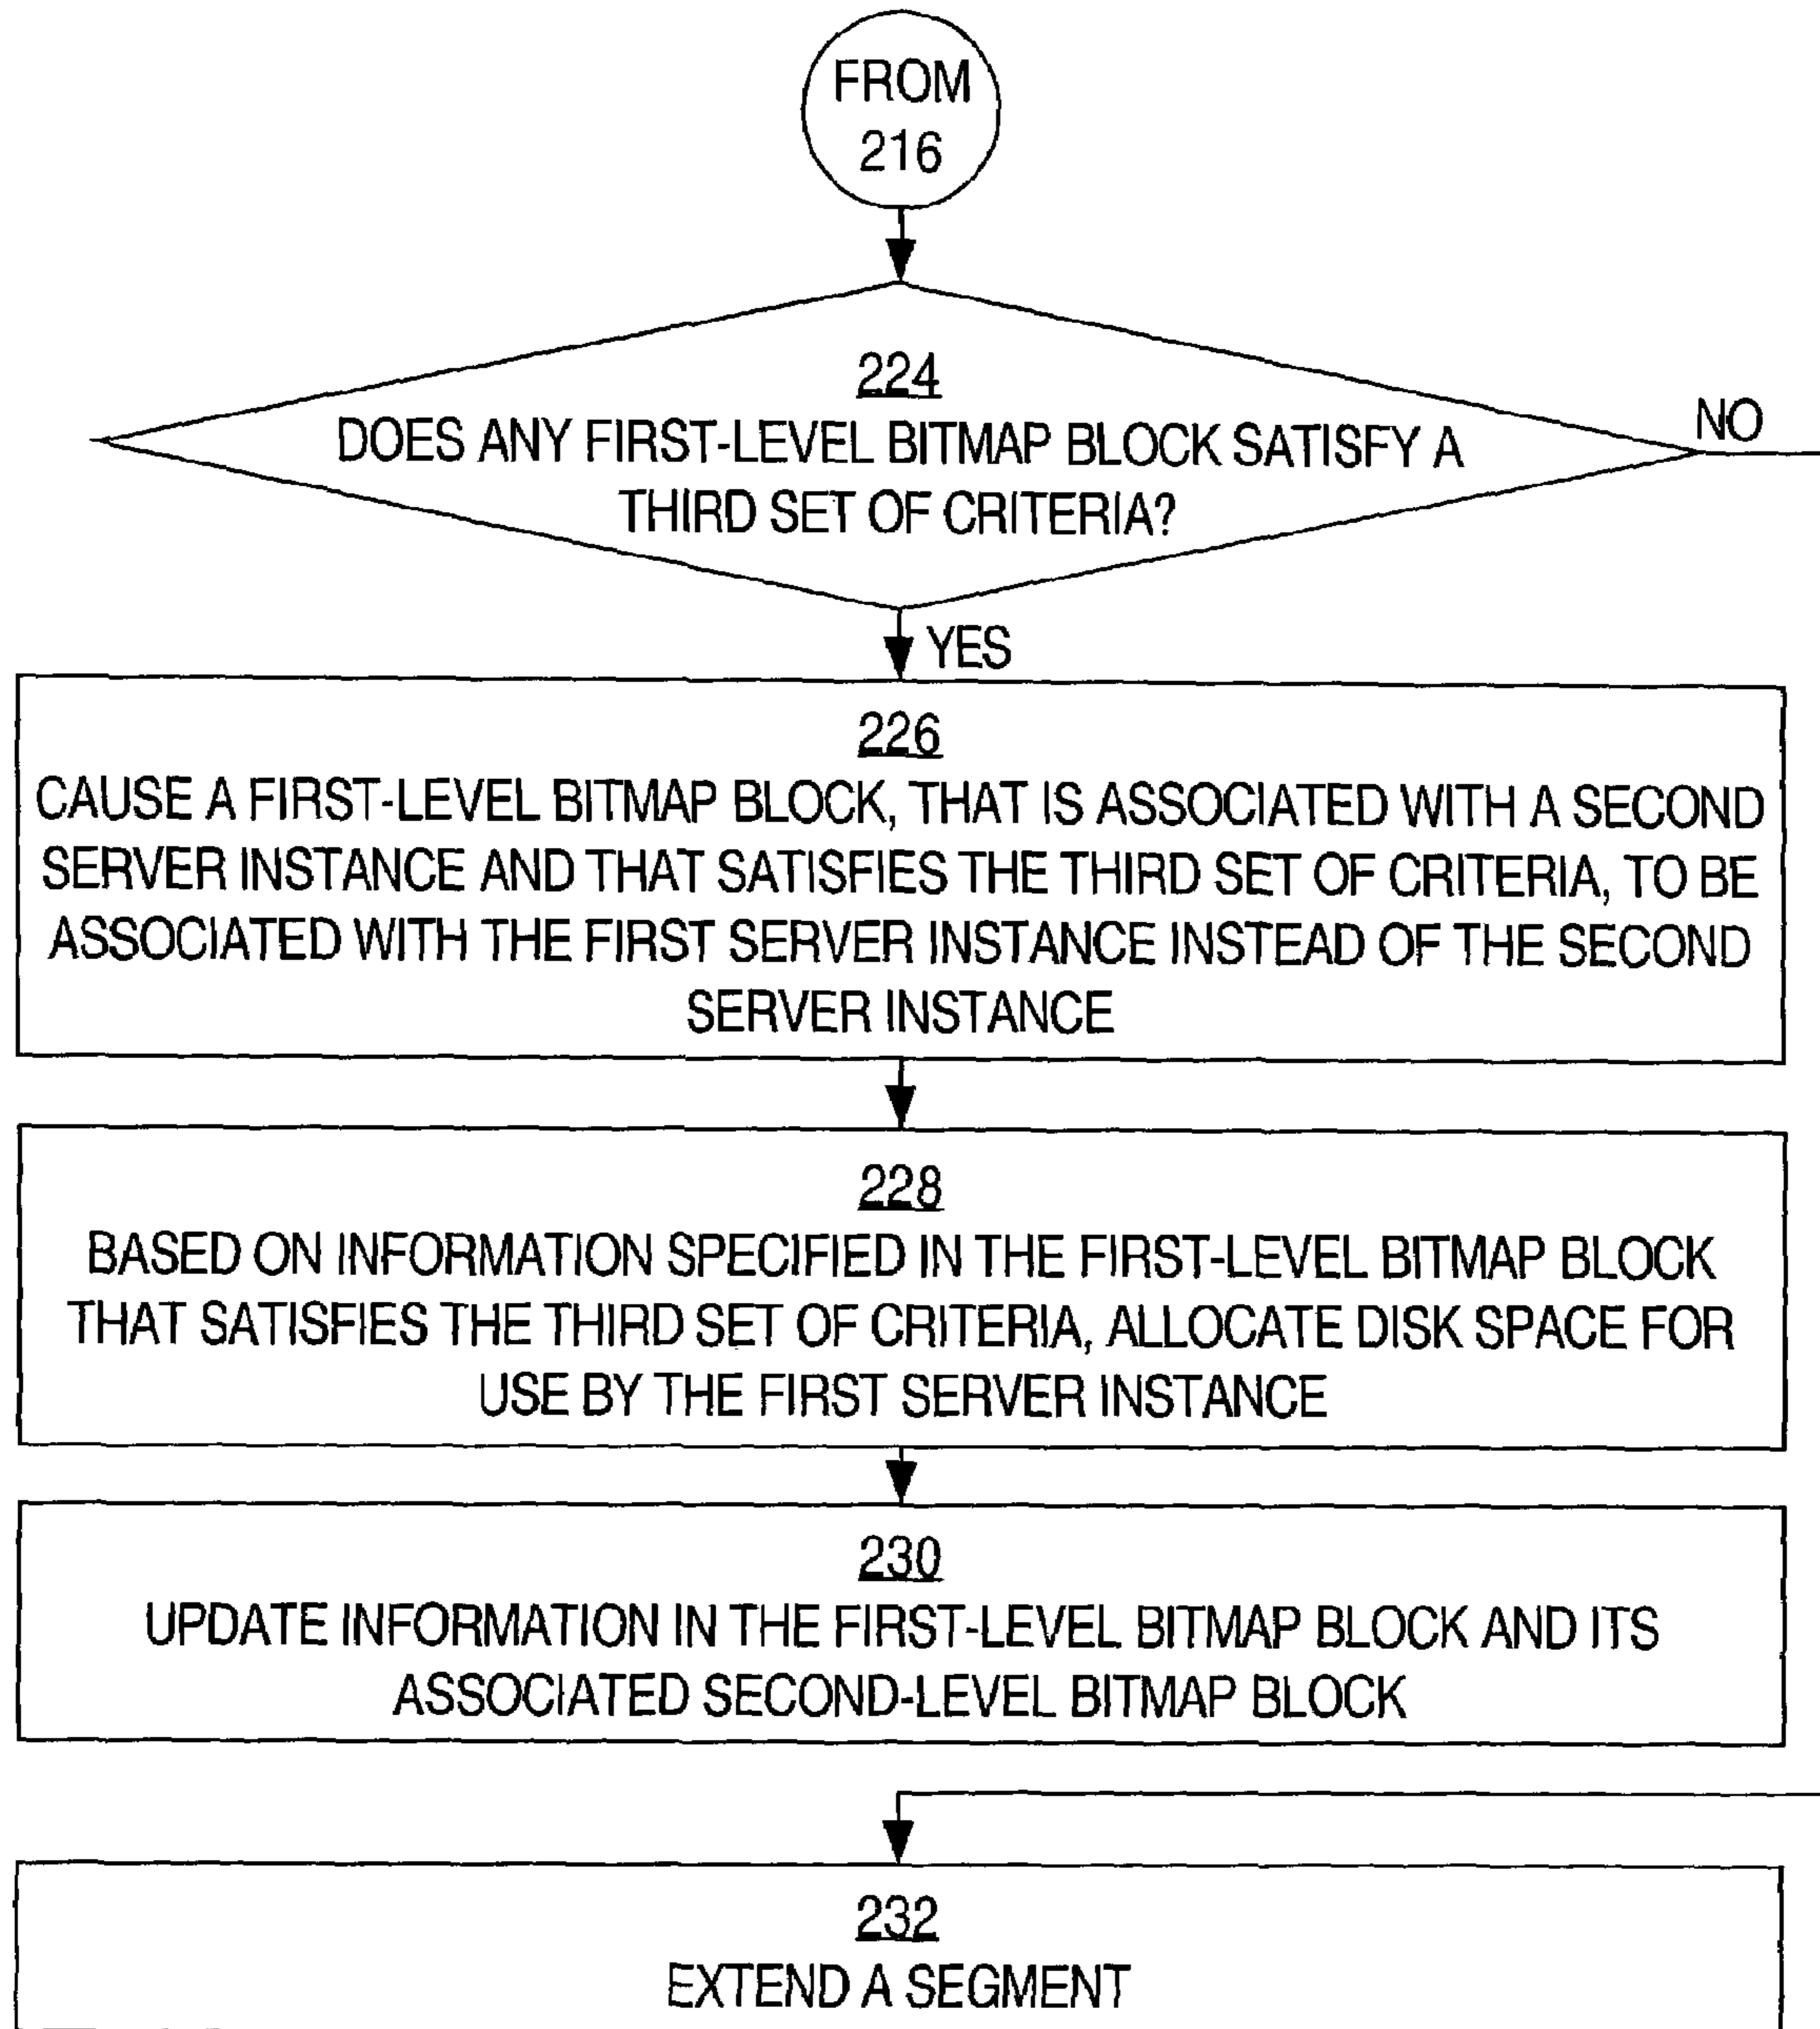 FROM
216
224
DOES ANY FIRST-LEVEL BITMAP BLOCK SATISFY A
THIRD SET OF CRITERIA?
NO
YES
226
CAUSE A FIRST-LEVEL BITMAP BLOCK, THAT IS ASSOCIATED WITH A SECOND
SERVER INSTANCE AND THAT SATISFIES THE THIRD SET OF CRITERIA, TO BE
ASSOCIATED WITH THE FIRST SERVER INSTANCE INSTEAD OF THE SECOND
SERVER INSTANCE
228
BASED ON INFORMATION SPECIFIED IN THE FIRST-LEVEL BITMAP BLOCK
THAT SATISFIES THE THIRD SET OF CRITERIA, ALLOCATE DISK SPACE FOR
USE BY THE FIRST SERVER INSTANCE
230
UPDATE INFORMATION IN THE FIRST-LEVEL BITMAP BLOCK AND ITS
ASSOCIATED SECOND-LEVEL BITMAP BLOCK
232
EXTEND A SEGMENT